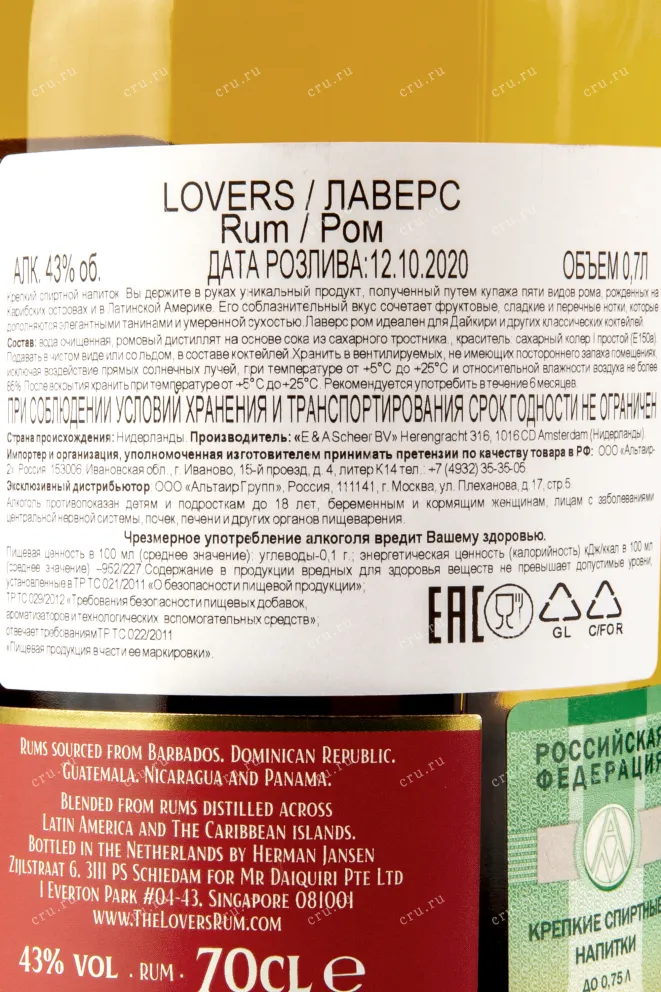 LOVERS / ЛАВЕРС
Rum / Ром
АЛК. 43% об. ДАТА РОЗЛИВА:12.10.2020 ОБЪЕМ 0,7Л
Крепкий спиртной напиток. Вы держите в руках уникальный продукт, полученный путем купажа пяти видов рома, рожденных на
Карибских островах и в Латинской Америке. Его соблазнительный вкус сочетает фруктовые, сладкие и перечные нотки, которые
дополняются элегантными танинами и умеренной сухостью. Лаверс ром идеален для Дайкири и других классических коктейлей
Состав: вода очищенная, ромовый дистиллят на основе сока из сахарного тростника., краситель: сахарный колер I простой (E150a).
Подавать в чистом виде или со льдом, в составе коктейлей. Хранить в вентилируемых, не имеющих постороннего запаха помещениях,
исключая воздействие прямых солнечных лучей, при температуре от +5°С до +25°С и относительной влажности воздуха не более
85%. После вскрытия хранить при температуре от +5°С до +25°С. Рекомендуется употребить в течение 6 месяцев.
ПРИ СОБЛЮДЕНИИ УСЛОВИЙ ХРАНЕНИЯ И ТРАНСПОРТИРОВАНИЯ СРОК ГОДНОСТИ НЕ ОГРАНИЧЕН
Страна происхождения: Нидерланды. Производитель: «E & A Scheer BV» Herengracht 316, 1016 CD Amsterdam (Нидерланды).
Импортер и организация, уполномоченная изготовителем принимать претензии по качеству товара в РФ: ООО «Альтаир-
2» Россия, 153006 Ивановская обл., г. Иваново, 15-й проезд, д. 4, литер К14 тел.: +7 (4932) 35-35-05.
Эксклюзивный дистрибьютор: ООО «Альтаир Групп», Россия, 111141, г. Москва, ул. Плеханова, д.17, стр.5
Алкоголь противопоказан детям и подросткам до 18 лет, беременным и кормящим женщинам, лицам с заболеваниями
центральной нервной системы, почек, печени и других органов пищеварения.
Чрезмерное употребление алкоголя вредит Вашему здоровью.
Пищевая ценность в 100 мл (среднее значение): углеводы-0,1 г.; энергетическая ценность (калорийность) кДж/ккал в 100 мл
(среднее значение) –952/227. Содержание в продукции вредных для здоровья веществ не превышает допустимые уровни,
установленные в ТР ТС 021/2011 «О безопасности пищевой продукции»;
ТР ТС 029/2012 «Требования безопасности пищевых добавок,
ароматизаторов и технологических вспомогательных средств»,
отвечает требованиям ТР ТС 022/2011
«Пищевая продукция в части ее маркировки».
EAC GL C/FOR
RUMS SOURCED FROM BARBADOS, DOMINICAN REPUBLIC,
GUATEMALA, NICARAGUA AND PANAMA.
BLENDED FROM RUMS DISTILLED ACROSS
LATIN AMERICA AND THE CARIBBEAN ISLANDS.
BOTTLED IN THE NETHERLANDS BY HERMAN JANSEN
ZIJLSTRAAT 6, 3111 PS SCHIEDAM FOR MR DAIQUIRI PTE LTD
1 EVERTON PARK #04-43, SINGAPORE 081001
WWW.THELOVERSRUM.COM
43% VOL . RUM . 70CL e
РОССИЙСКАЯ
ФЕДЕРАЦИЯ
КРЕПКИЕ СПИРТНЫЕ
НАПИТКИ
ДО 0,75 Л
cru.ru